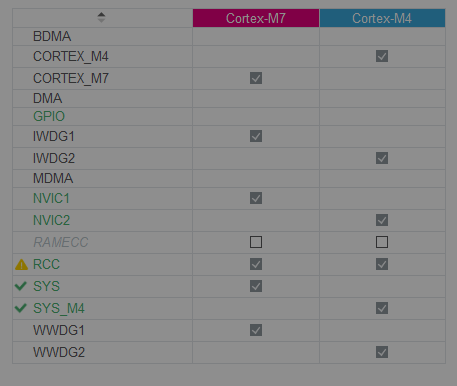 Cortex-M7 Cortex-M4
BDMA
CORTEX_M4
CORTEX_M7
DMA
GPIO
IWDG1
IWDG2
MDMA
NVIC1
NVIC2
RAMECC
RCC
SYS
SYS_M4
WWDG1
WWDG2